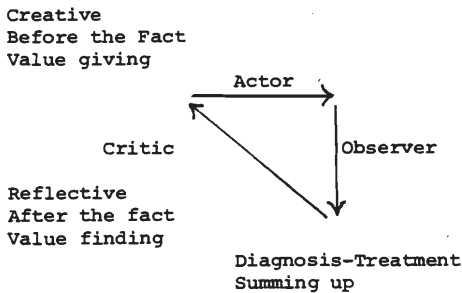 Creative
Before the Fact
Value giving
Actor
Critic
Observer
Reflective
After the fact
Value finding
Diagnosis-Treatment
Summing up